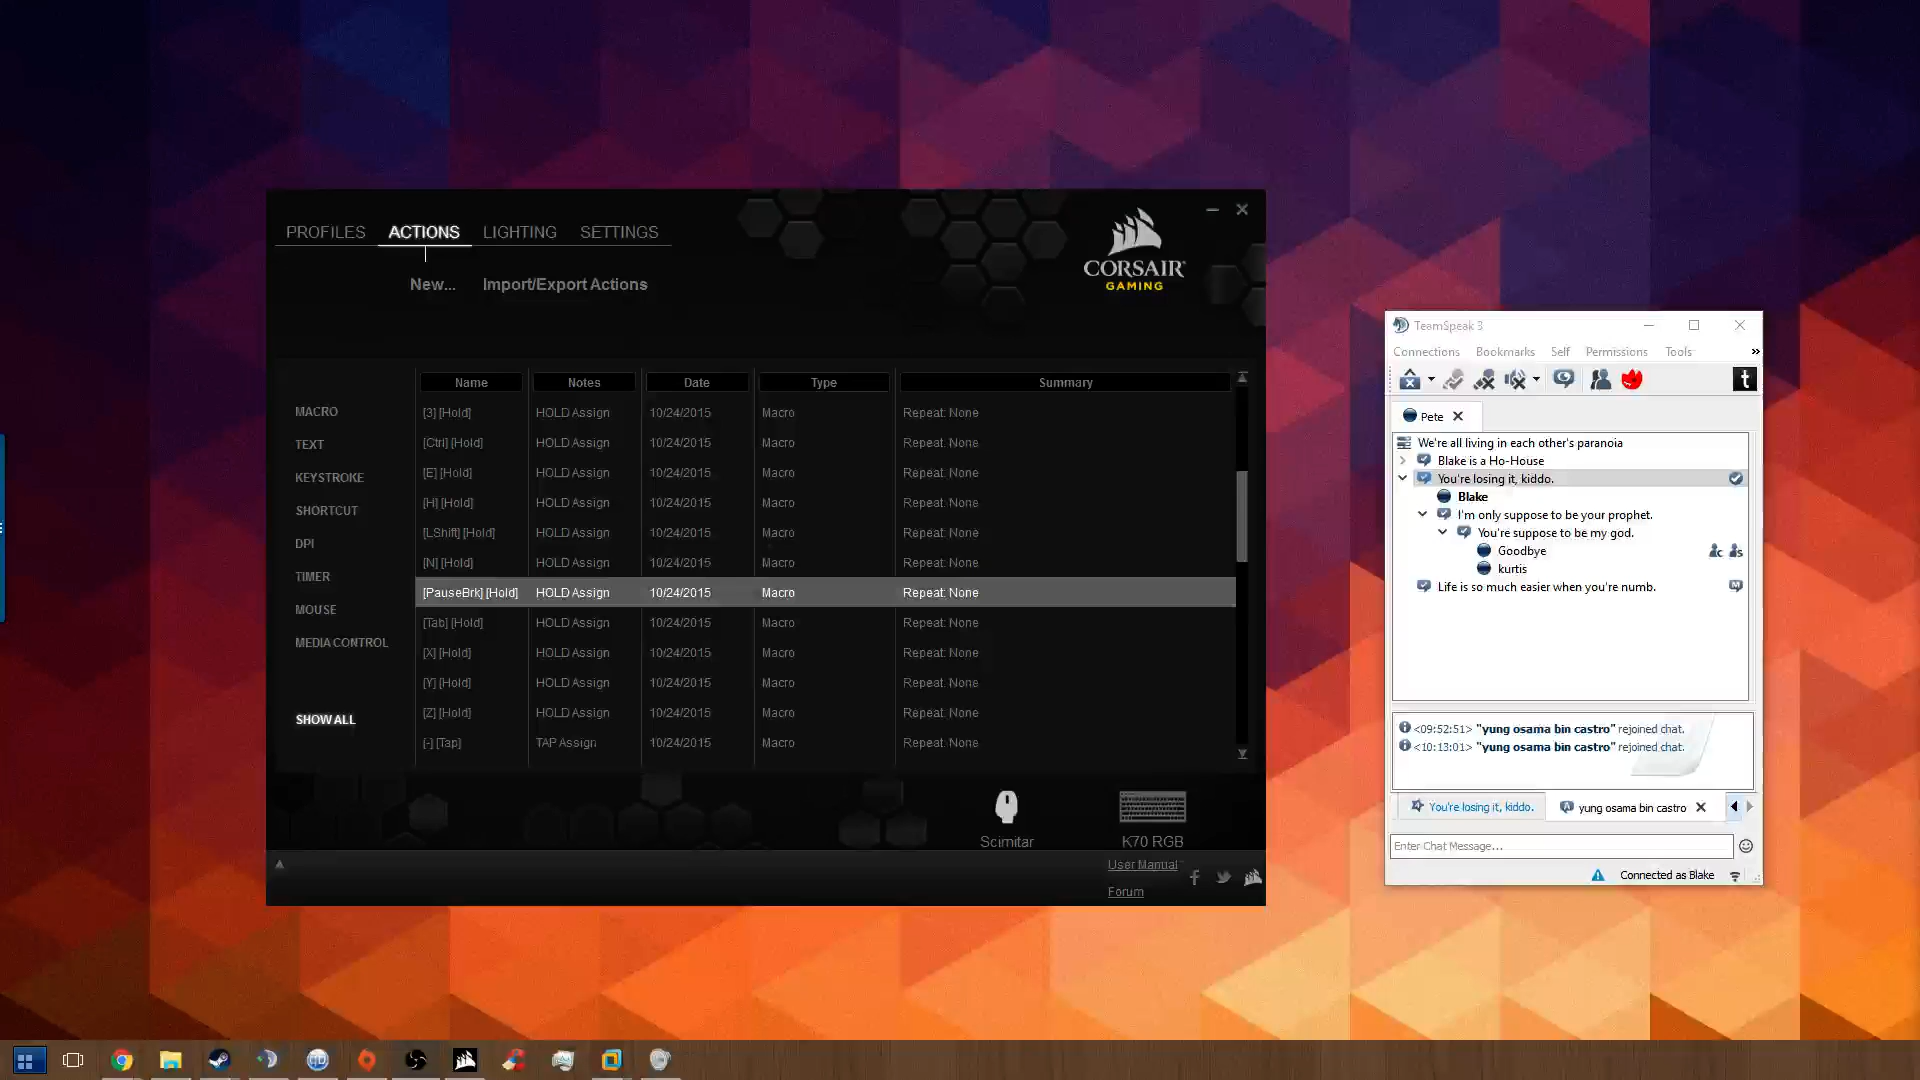 PROFILES ACTIONS LIGHTING SETTINGS
New... Import/Export Actions
CORSAIR
GAMING
Name Notes Date Type Summary
MACRO
TEXT
KEYSTROKE
SHORTCUT
DPI
TIMER
MOUSE
MEDIA CONTROL
SHOW ALL
[3] [Hold] HOLD Assign 10/24/2015 Macro Repeat: None
[Ctrl] [Hold] HOLD Assign 10/24/2015 Macro Repeat: None
[E] [Hold] HOLD Assign 10/24/2015 Macro Repeat: None
[H] [Hold] HOLD Assign 10/24/2015 Macro Repeat: None
[LShift] [Hold] HOLD Assign 10/24/2015 Macro Repeat: None
[N] [Hold] HOLD Assign 10/24/2015 Macro Repeat: None
[PauseBrk] [Hold] HOLD Assign 10/24/2015 Macro Repeat: None
[Tab] [Hold] HOLD Assign 10/24/2015 Macro Repeat: None
[X] [Hold] HOLD Assign 10/24/2015 Macro Repeat: None
[Y] [Hold] HOLD Assign 10/24/2015 Macro Repeat: None
[Z] [Hold] HOLD Assign 10/24/2015 Macro Repeat: None
[-] [Tap] TAP Assign 10/24/2015 Macro Repeat: None
Scimitar K70 RGB
User Manual
Forum
TeamSpeak 3
Connections Bookmarks Self Permissions Tools »
Pete
We're all living in each other's paranoia
Blake is a Ho-House
You're losing it, kiddo.
Blake
I'm only suppose to be your prophet.
You're suppose to be my god.
Goodbye
kurtis
Life is so much easier when you're numb.
<09:52:51> "yung osama bin castro" rejoined chat.
<10:13:01> "yung osama bin castro" rejoined chat.
You're losing it, kiddo. yung osama bin castro
Enter Chat Message...
Connected as Blake